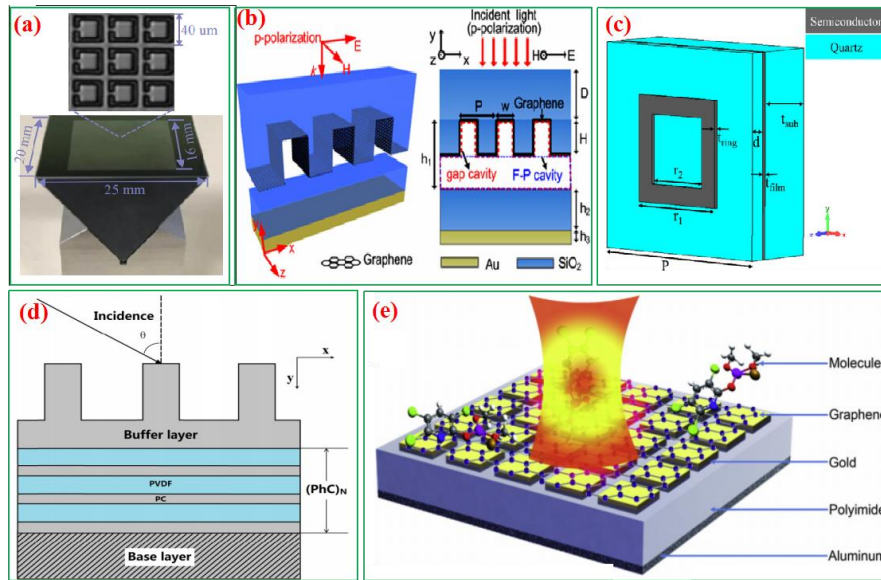 (a)
40 um
20 mm
16 mm
25 mm
(b)
p-polarization
E
H
k
y
z
x
Incident light
(p-polarization)
H
E
P
w
Graphene
D
H
h1
gap cavity
F-P cavity
h2
h3
y
x
z
Graphene
Au
SiO2
(c)
Semiconductor
Quartz
tsub
d
tring
r2
tfilm
r1
P
y
(d)
Incidence
θ
x
y
Buffer layer
PVDF
PC
(PhC)N
Base layer
(e)
Molecule
Graphene
Gold
Polyimide
Aluminum